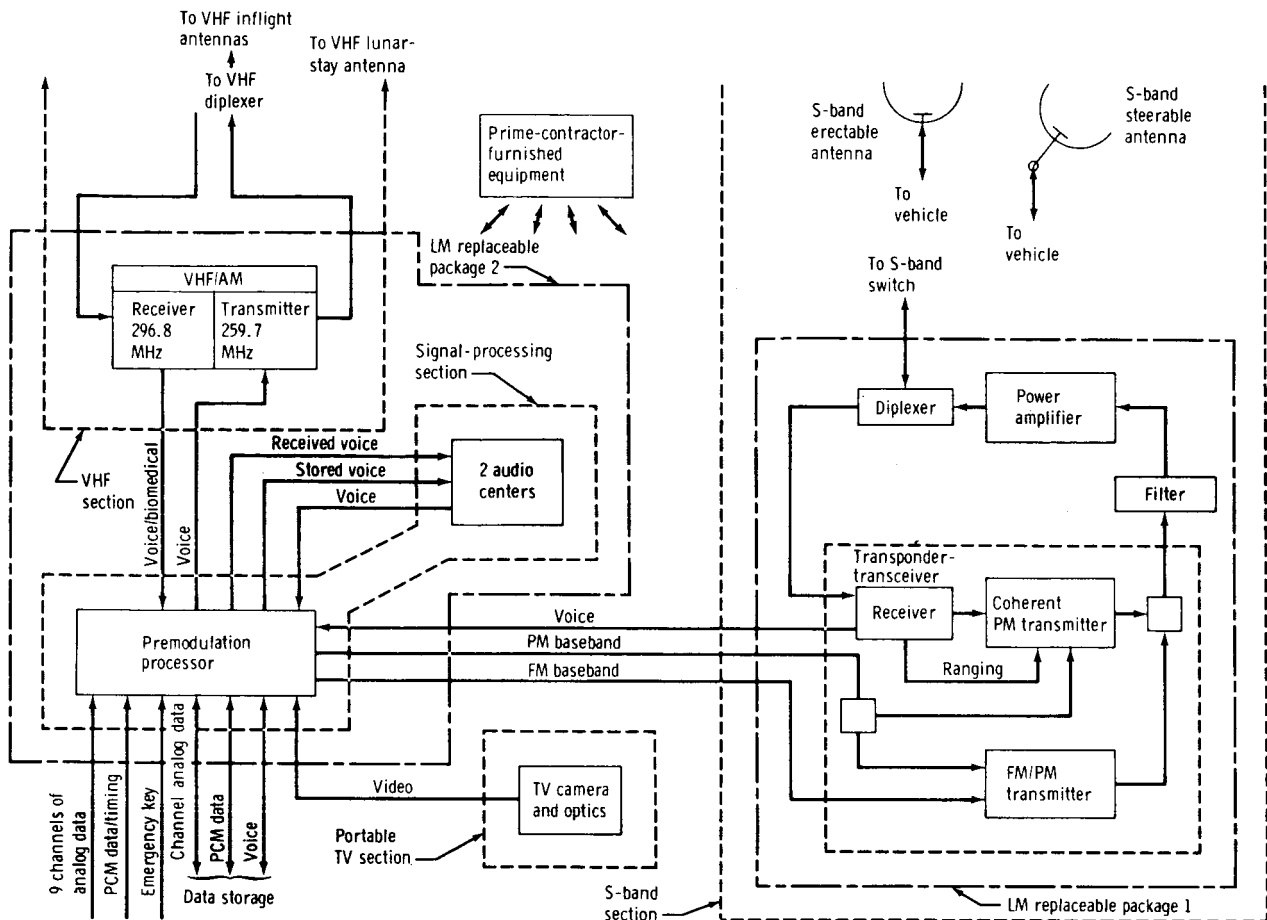 To VHF inflight
antennas
To VHF
diplexer
To VHF lunar-
stay antenna
Prime-contractor-
furnished
equipment
S-band
erectable
antenna
S-band
steerable
antenna
To
vehicle
To
vehicle
LM replaceable
package 2
To S-band
switch
VHF/AM
Receiver
296.8
MHz
Transmitter
259.7
MHz
Signal-processing
section
Diplexer
Power
amplifier
Filter
VHF
section
Voice/biomedical
Voice
Received voice
Stored voice
Voice
2 audio
centers
Transponder-
transceiver
Receiver
Coherent
PM transmitter
Ranging
Premodulation
processor
Voice
PM baseband
FM baseband
FM/PM
transmitter
9 channels of
analog data
PCM data/timing
Emergency key
Channel analog data
PCM data
Voice
Data storage
Video
TV camera
and optics
Portable
TV section
S-band
section
LM replaceable package 1